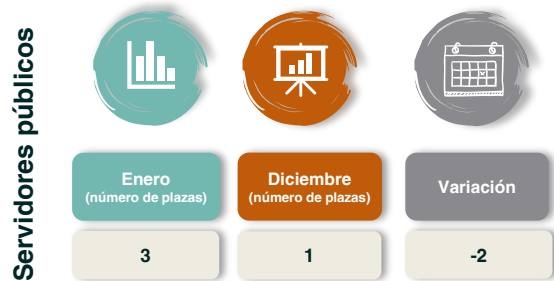 Servidores públicos
Enero
(número de plazas)
Diciembre
(número de plazas)
Variación
3
1
-2